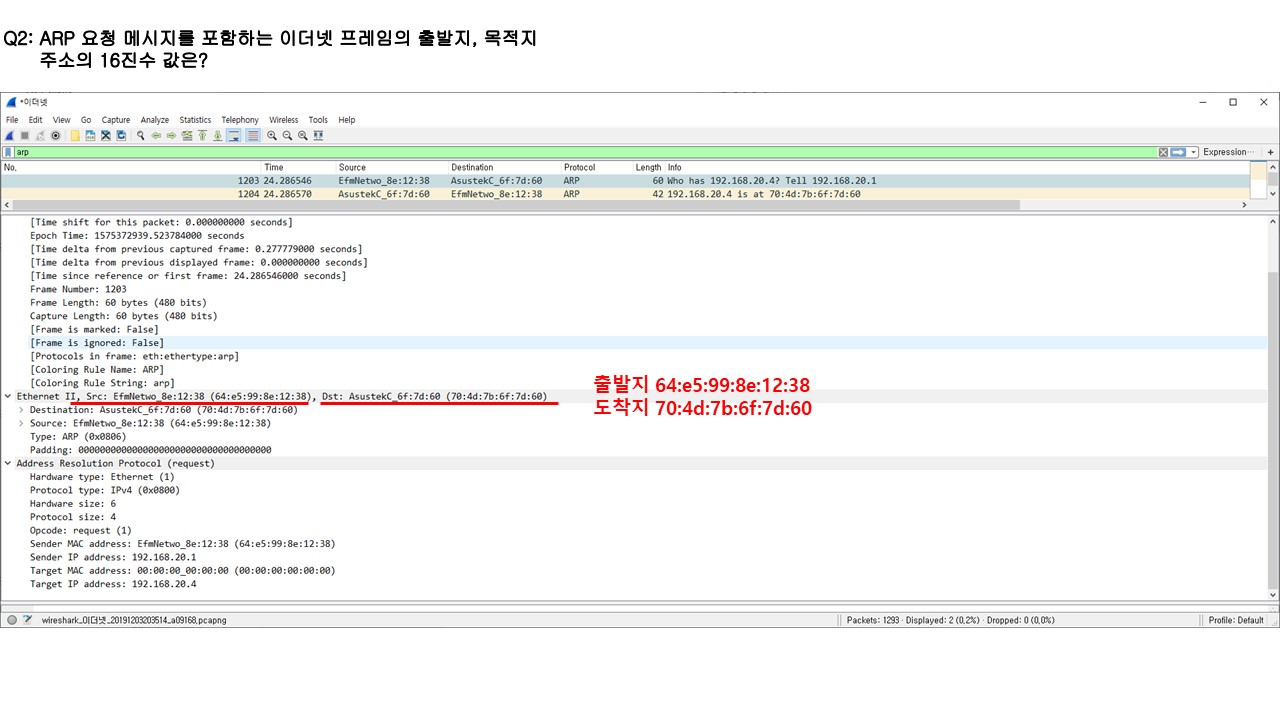 Q2: ARP 요청 메시지를 포함하는 이더넷 프레임의 출발지, 목적지
주소의 16진수 값은?
*이더넷
File Edit View Go Capture Analyze Statistics Telephony Wireless Tools Help
arp Expression… +
No. Time Source Destination Protocol Length Info
1203 24.286546 EfmNetwo_8e:12:38 AsustekC_6f:7d:60 ARP 60 Who has 192.168.20.4? Tell 192.168.20.1
1204 24.286570 AsustekC_6f:7d:60 EfmNetwo_8e:12:38 ARP 42 192.168.20.4 is at 70:4d:7b:6f:7d:60
[Time shift for this packet: 0.000000000 seconds]
Epoch Time: 1575372939.523784000 seconds
[Time delta from previous captured frame: 0.277779000 seconds]
[Time delta from previous displayed frame: 0.000000000 seconds]
[Time since reference or first frame: 24.286546000 seconds]
Frame Number: 1203
Frame Length: 60 bytes (480 bits)
Capture Length: 60 bytes (480 bits)
[Frame is marked: False]
[Frame is ignored: False]
[Protocols in frame: eth:ethertype:arp]
[Coloring Rule Name: ARP]
[Coloring Rule String: arp]
출발지 64:e5:99:8e:12:38
Ethernet II, Src: EfmNetwo_8e:12:38 (64:e5:99:8e:12:38), Dst: AsustekC_6f:7d:60 (70:4d:7b:6f:7d:60)
도착지 70:4d:7b:6f:7d:60
Destination: AsustekC_6f:7d:60 (70:4d:7b:6f:7d:60)
Source: EfmNetwo_8e:12:38 (64:e5:99:8e:12:38)
Type: ARP (0x0806)
Padding: 000000000000000000000000000000000000
Address Resolution Protocol (request)
Hardware type: Ethernet (1)
Protocol type: IPv4 (0x0800)
Hardware size: 6
Protocol size: 4
Opcode: request (1)
Sender MAC address: EfmNetwo_8e:12:38 (64:e5:99:8e:12:38)
Sender IP address: 192.168.20.1
Target MAC address: 00:00:00_00:00:00 (00:00:00:00:00:00)
Target IP address: 192.168.20.4
wireshark_이더넷_20191203203514_a09168.pcapng Packets: 1293 · Displayed: 2 (0.2%) · Dropped: 0 (0.0%) Profile: Default